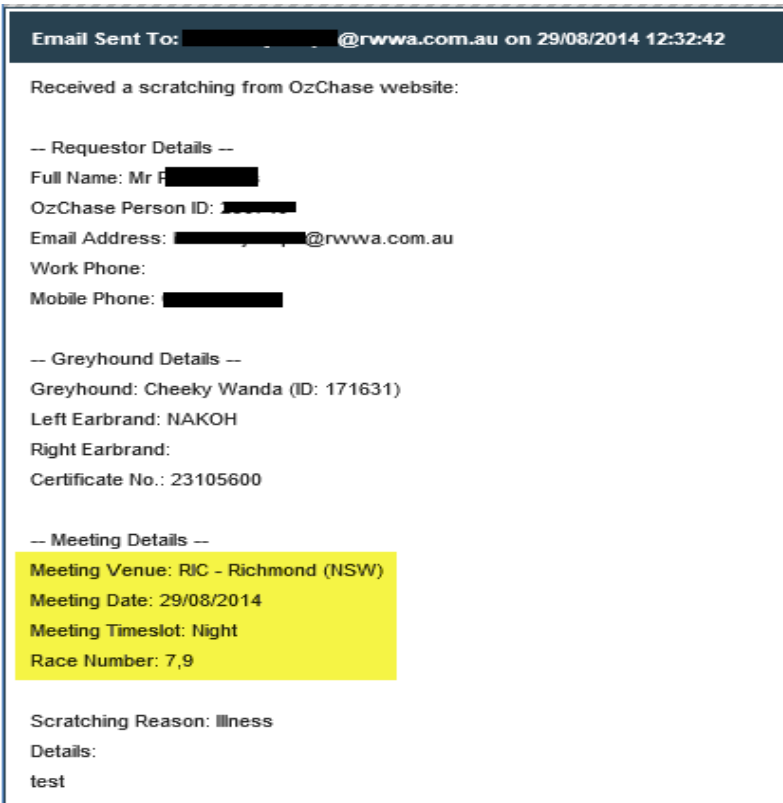 Email Sent To: @rwwa.com.au on 29/08/2014 12:32:42
Received a scratching from OzChase website:
-- Requestor Details --
Full Name: Mr
OzChase Person ID:
Email Address: @rwwa.com.au
Work Phone:
Mobile Phone:
-- Greyhound Details --
Greyhound: Cheeky Wanda (ID: 171631)
Left Earbrand: NAKOH
Right Earbrand:
Certificate No.: 23105600
-- Meeting Details --
Meeting Venue: RIC - Richmond (NSW)
Meeting Date: 29/08/2014
Meeting Timeslot: Night
Race Number: 7,9
Scratching Reason: Illness
Details:
test